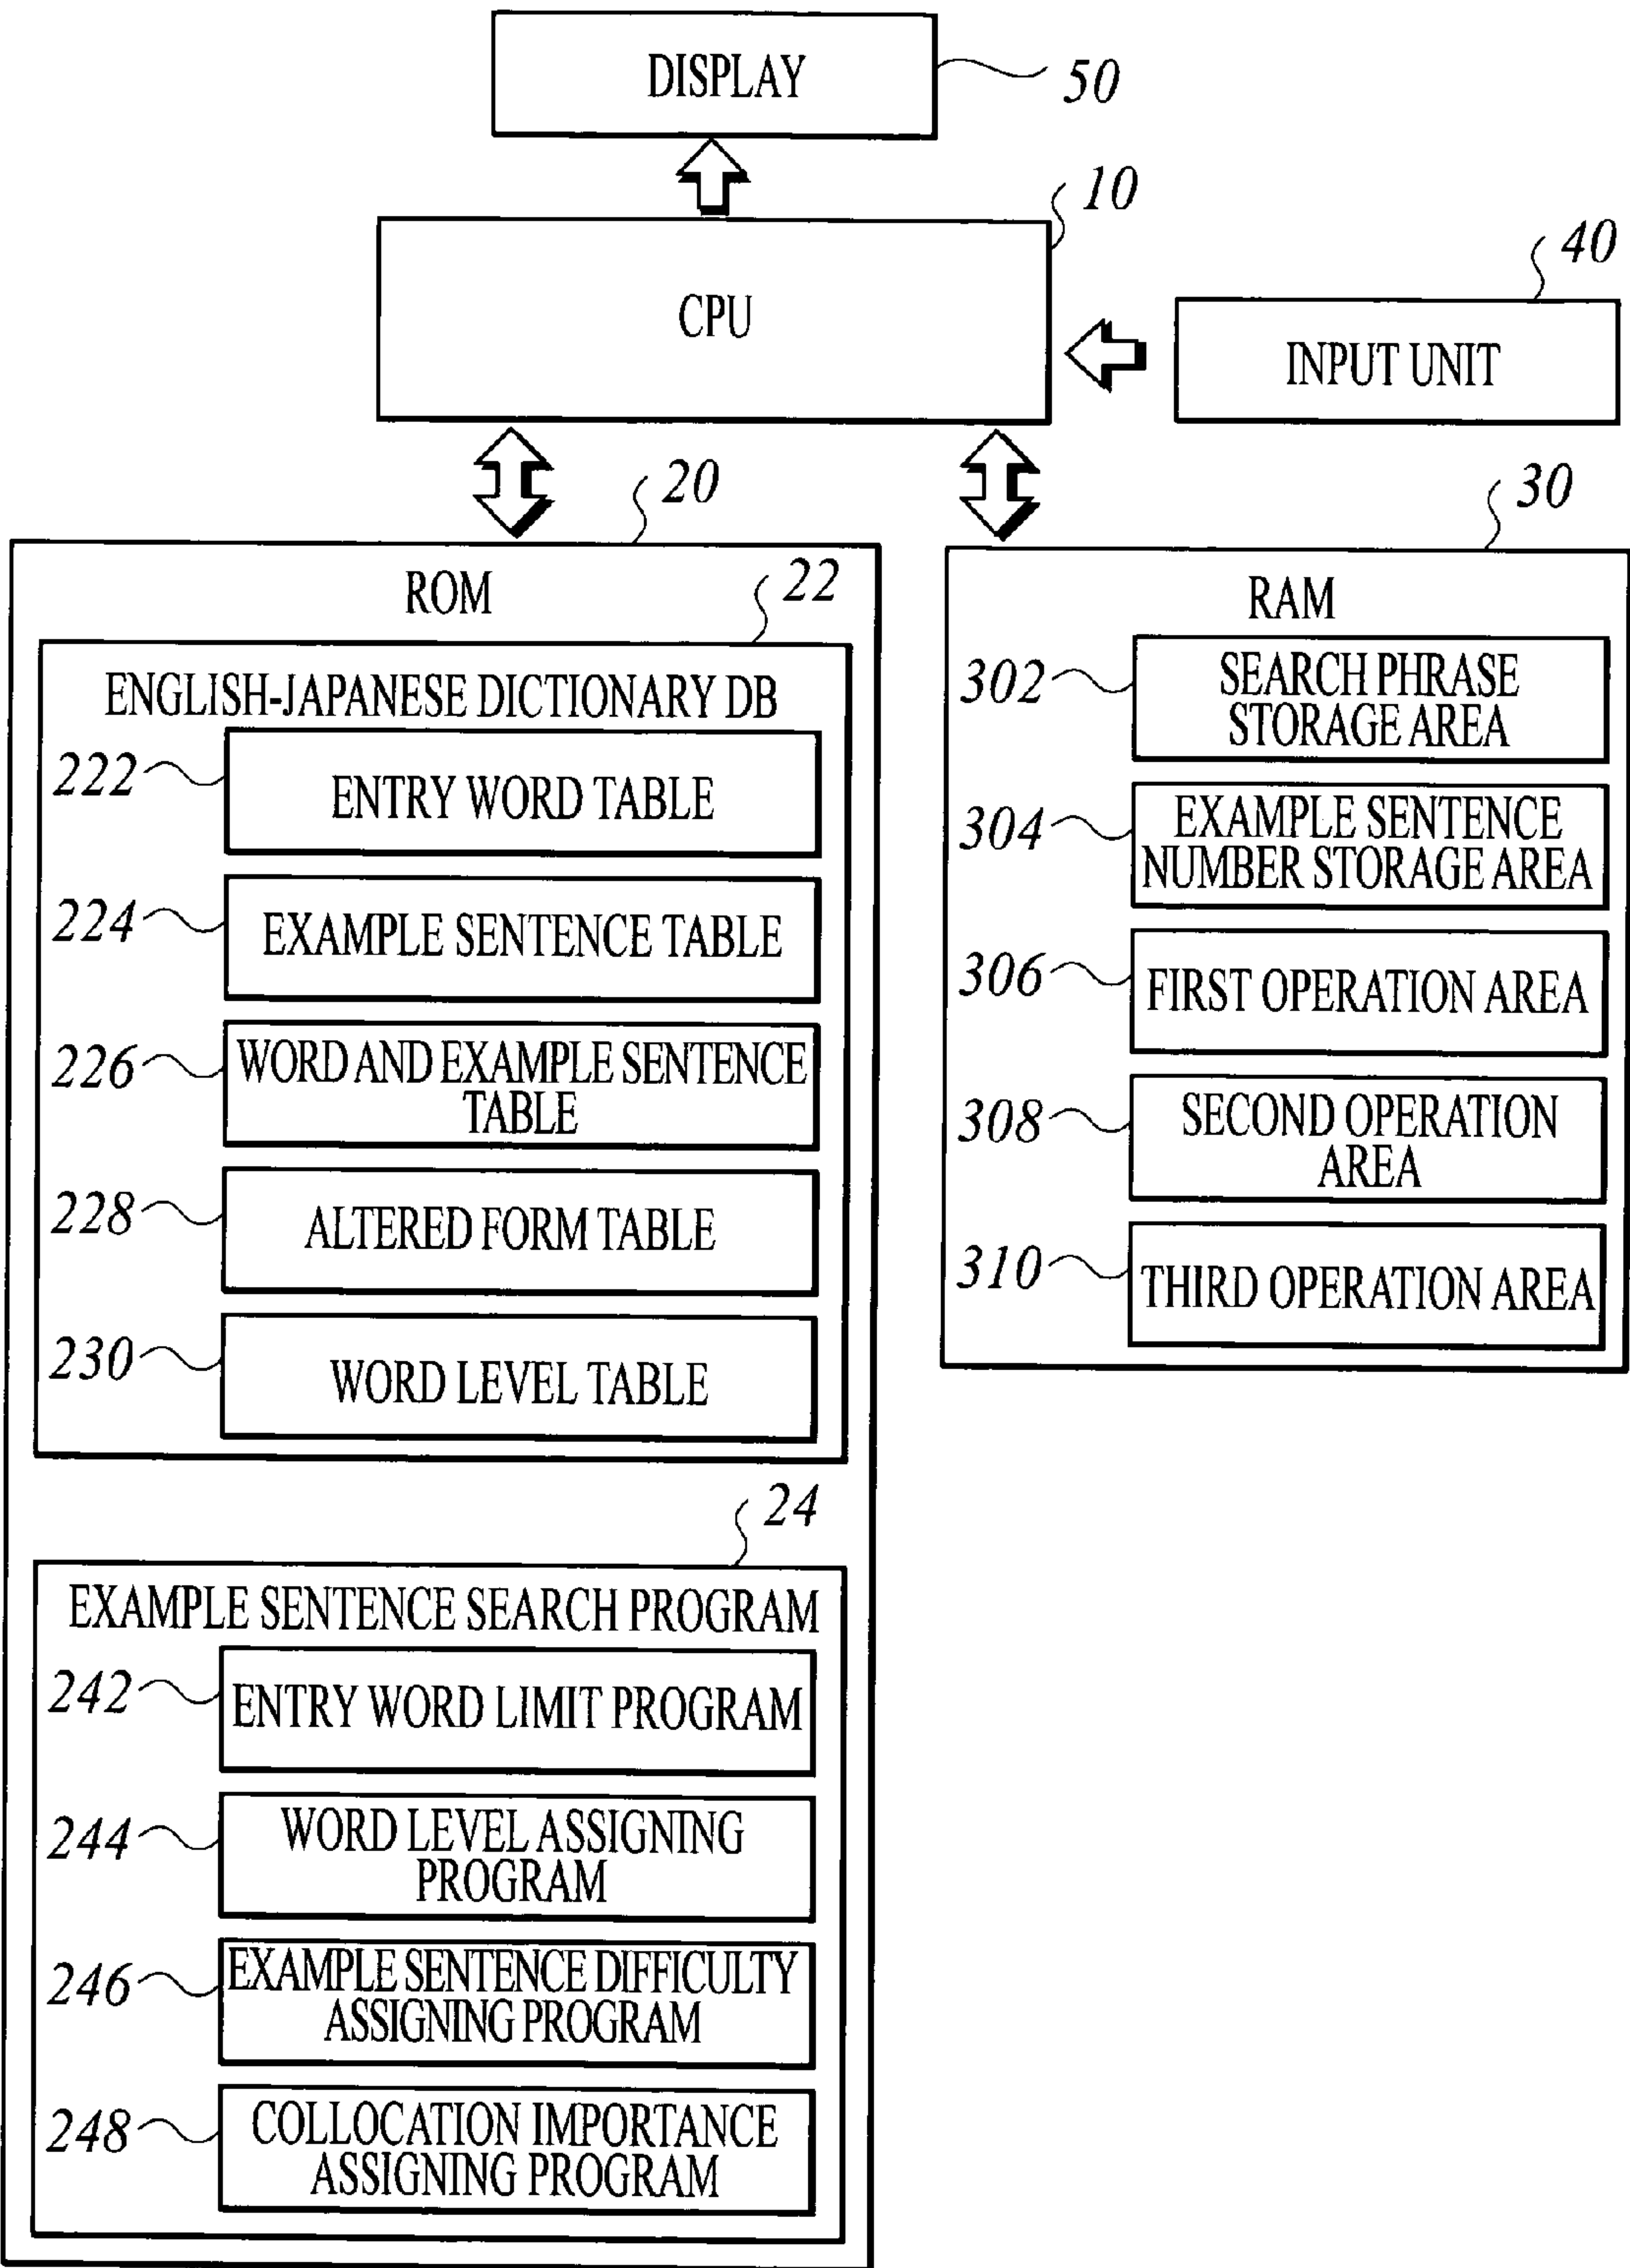 DISPLAY
50
10
CPU
40
INPUT UNIT
20
ROM
22
ENGLISH-JAPANESE DICTIONARY DB
222
ENTRY WORD TABLE
224
EXAMPLE SENTENCE TABLE
226
WORD AND EXAMPLE SENTENCE
TABLE
228
ALTERED FORM TABLE
230
WORD LEVEL TABLE
24
EXAMPLE SENTENCE SEARCH PROGRAM
242
ENTRY WORD LIMIT PROGRAM
244
WORD LEVEL ASSIGNING
PROGRAM
246
EXAMPLE SENTENCE DIFFICULTY
ASSIGNING PROGRAM
248
COLLOCATION IMPORTANCE
ASSIGNING PROGRAM
30
RAM
302
SEARCH PHRASE
STORAGE AREA
304
EXAMPLE SENTENCE
NUMBER STORAGE AREA
306
FIRST OPERATION AREA
308
SECOND OPERATION
AREA
310
THIRD OPERATION AREA